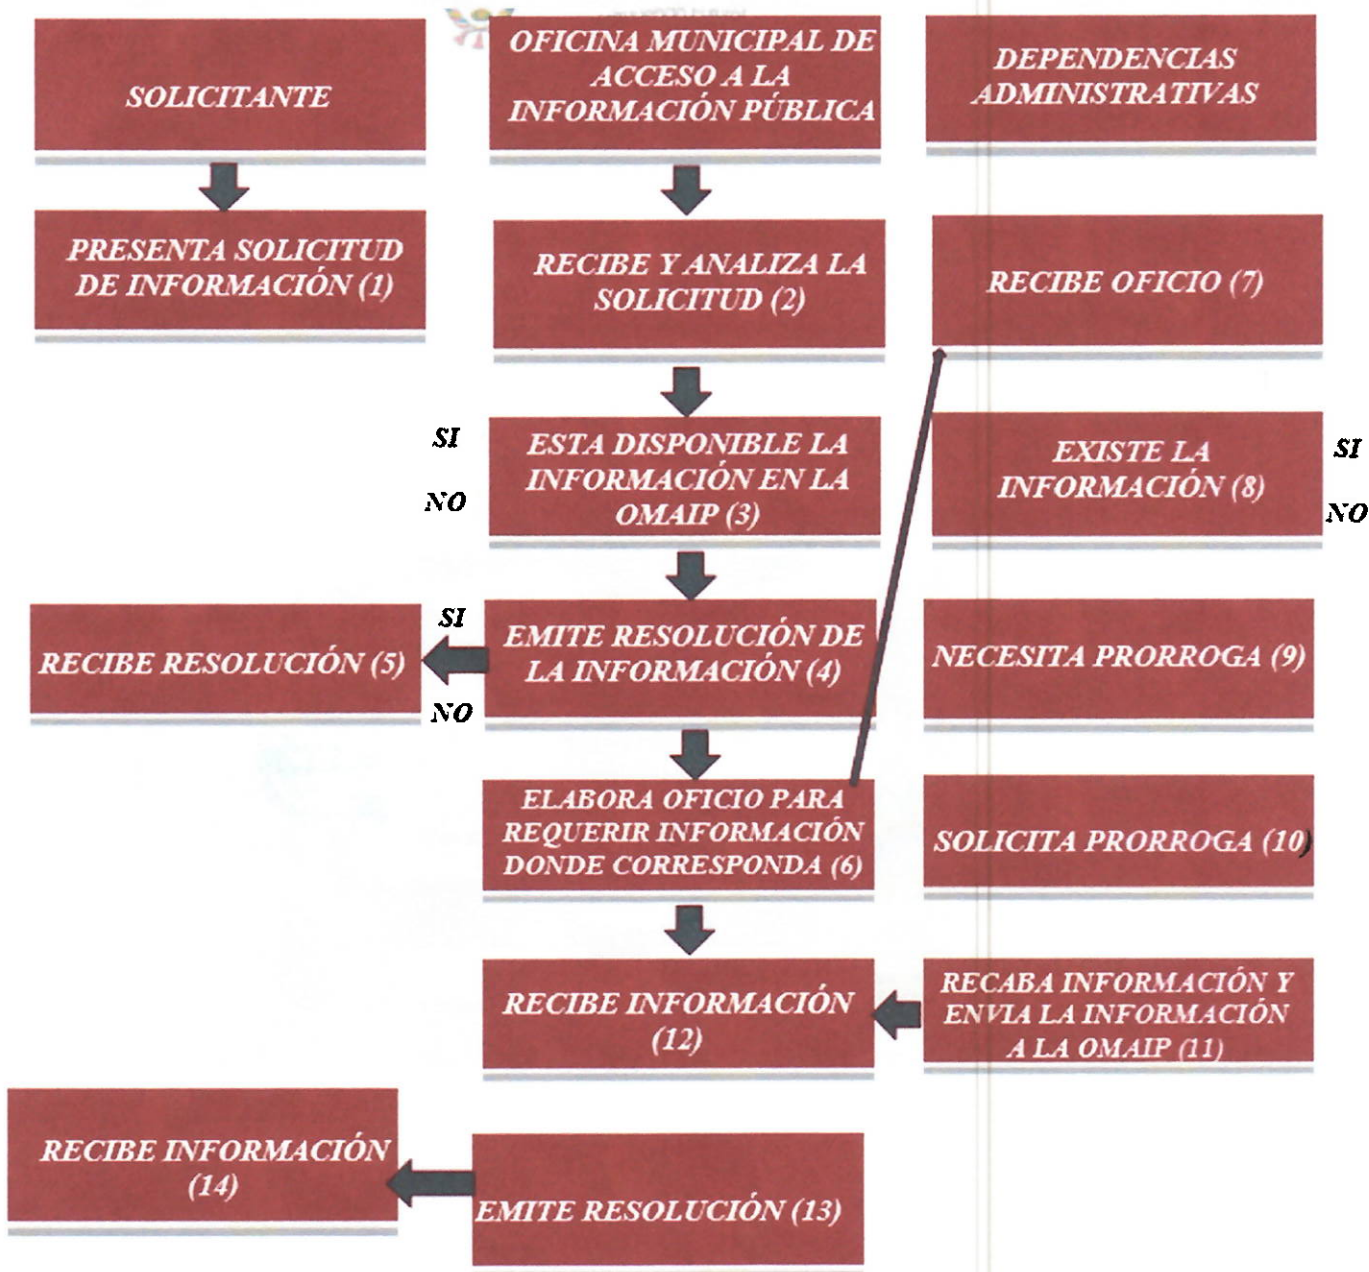 SOLICITANTE
OFICINA MUNICIPAL DE
ACCESO A LA
INFORMACIÓN PÚBLICA
DEPENDENCIAS
ADMINISTRATIVAS
PRESENTA SOLICITUD
DE INFORMACIÓN (1)
RECIBE Y ANALIZA LA
SOLICITUD (2)
RECIBE OFICIO (7)
SI
NO
ESTA DISPONIBLE LA
INFORMACIÓN EN LA
OMAIP (3)
EXISTE LA
INFORMACIÓN (8)
SI
NO
RECIBE RESOLUCIÓN (5)
SI
NO
EMITE RESOLUCIÓN DE
LA INFORMACIÓN (4)
NECESITA PRORROGA (9)
ELABORA OFICIO PARA
REQUERIR INFORMACIÓN
DONDE CORRESPONDA (6)
SOLICITA PRORROGA (10)
RECIBE INFORMACIÓN
(12)
RECABA INFORMACIÓN Y
ENVIA LA INFORMACIÓN
A LA OMAIP (11)
RECIBE INFORMACIÓN
(14)
EMITE RESOLUCIÓN (13)